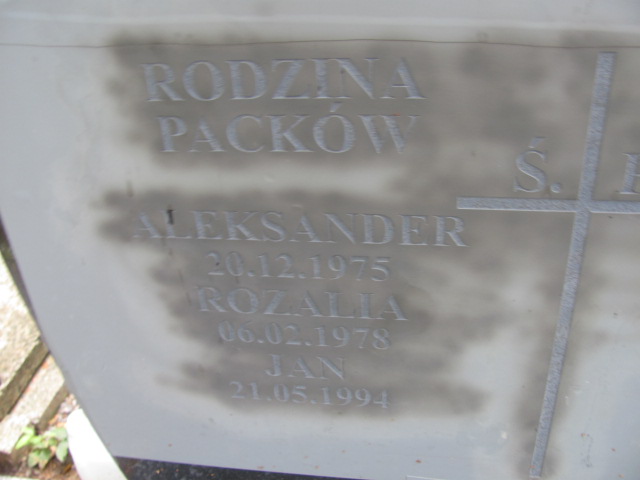 RODZINA
PACKÓW
Ś.
ALEKSANDER
20.12.1975
ROZALIA
06.02.1978
JAN
21.05.1994